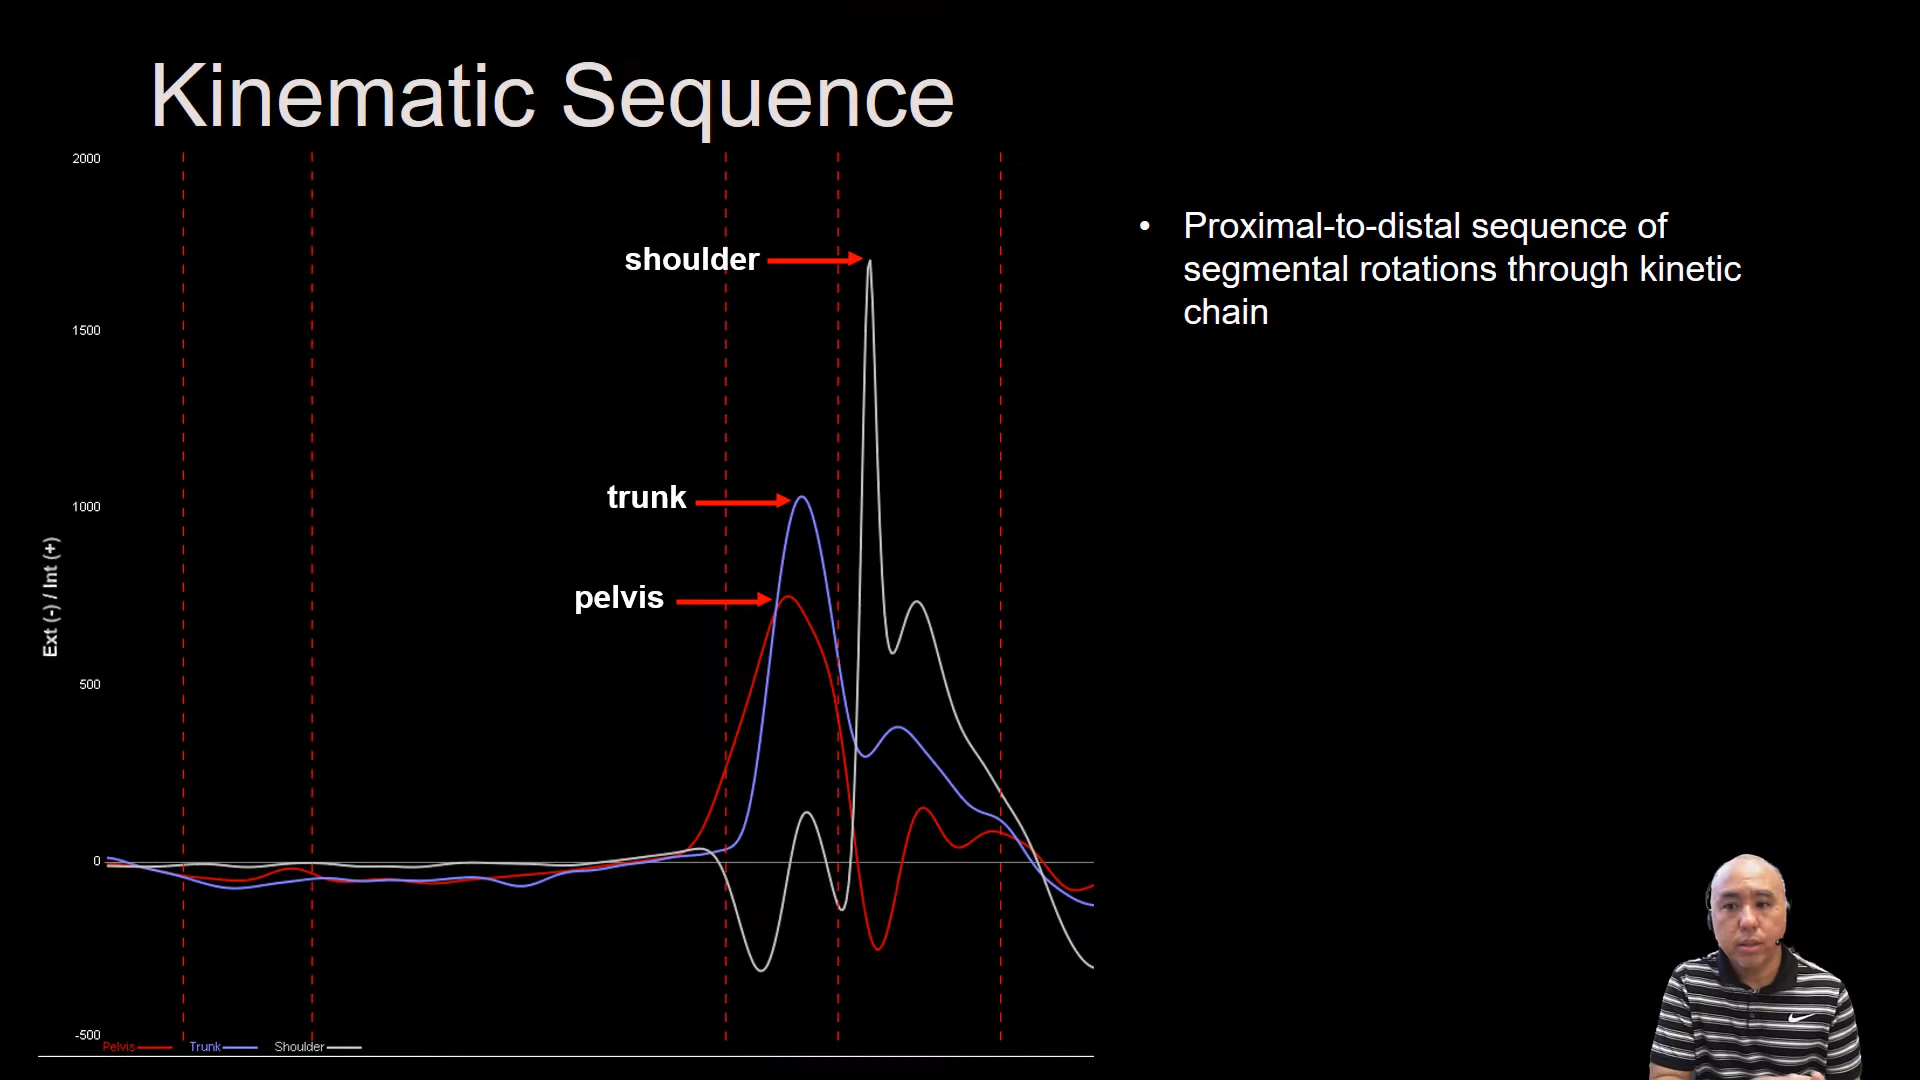 Kinematic Sequence
2000
1500
1000
500
0
-500
Ext (-) / Int (+)
shoulder
trunk
pelvis
Pelvis Trunk Shoulder
• Proximal-to-distal sequence of
segmental rotations through kinetic
chain